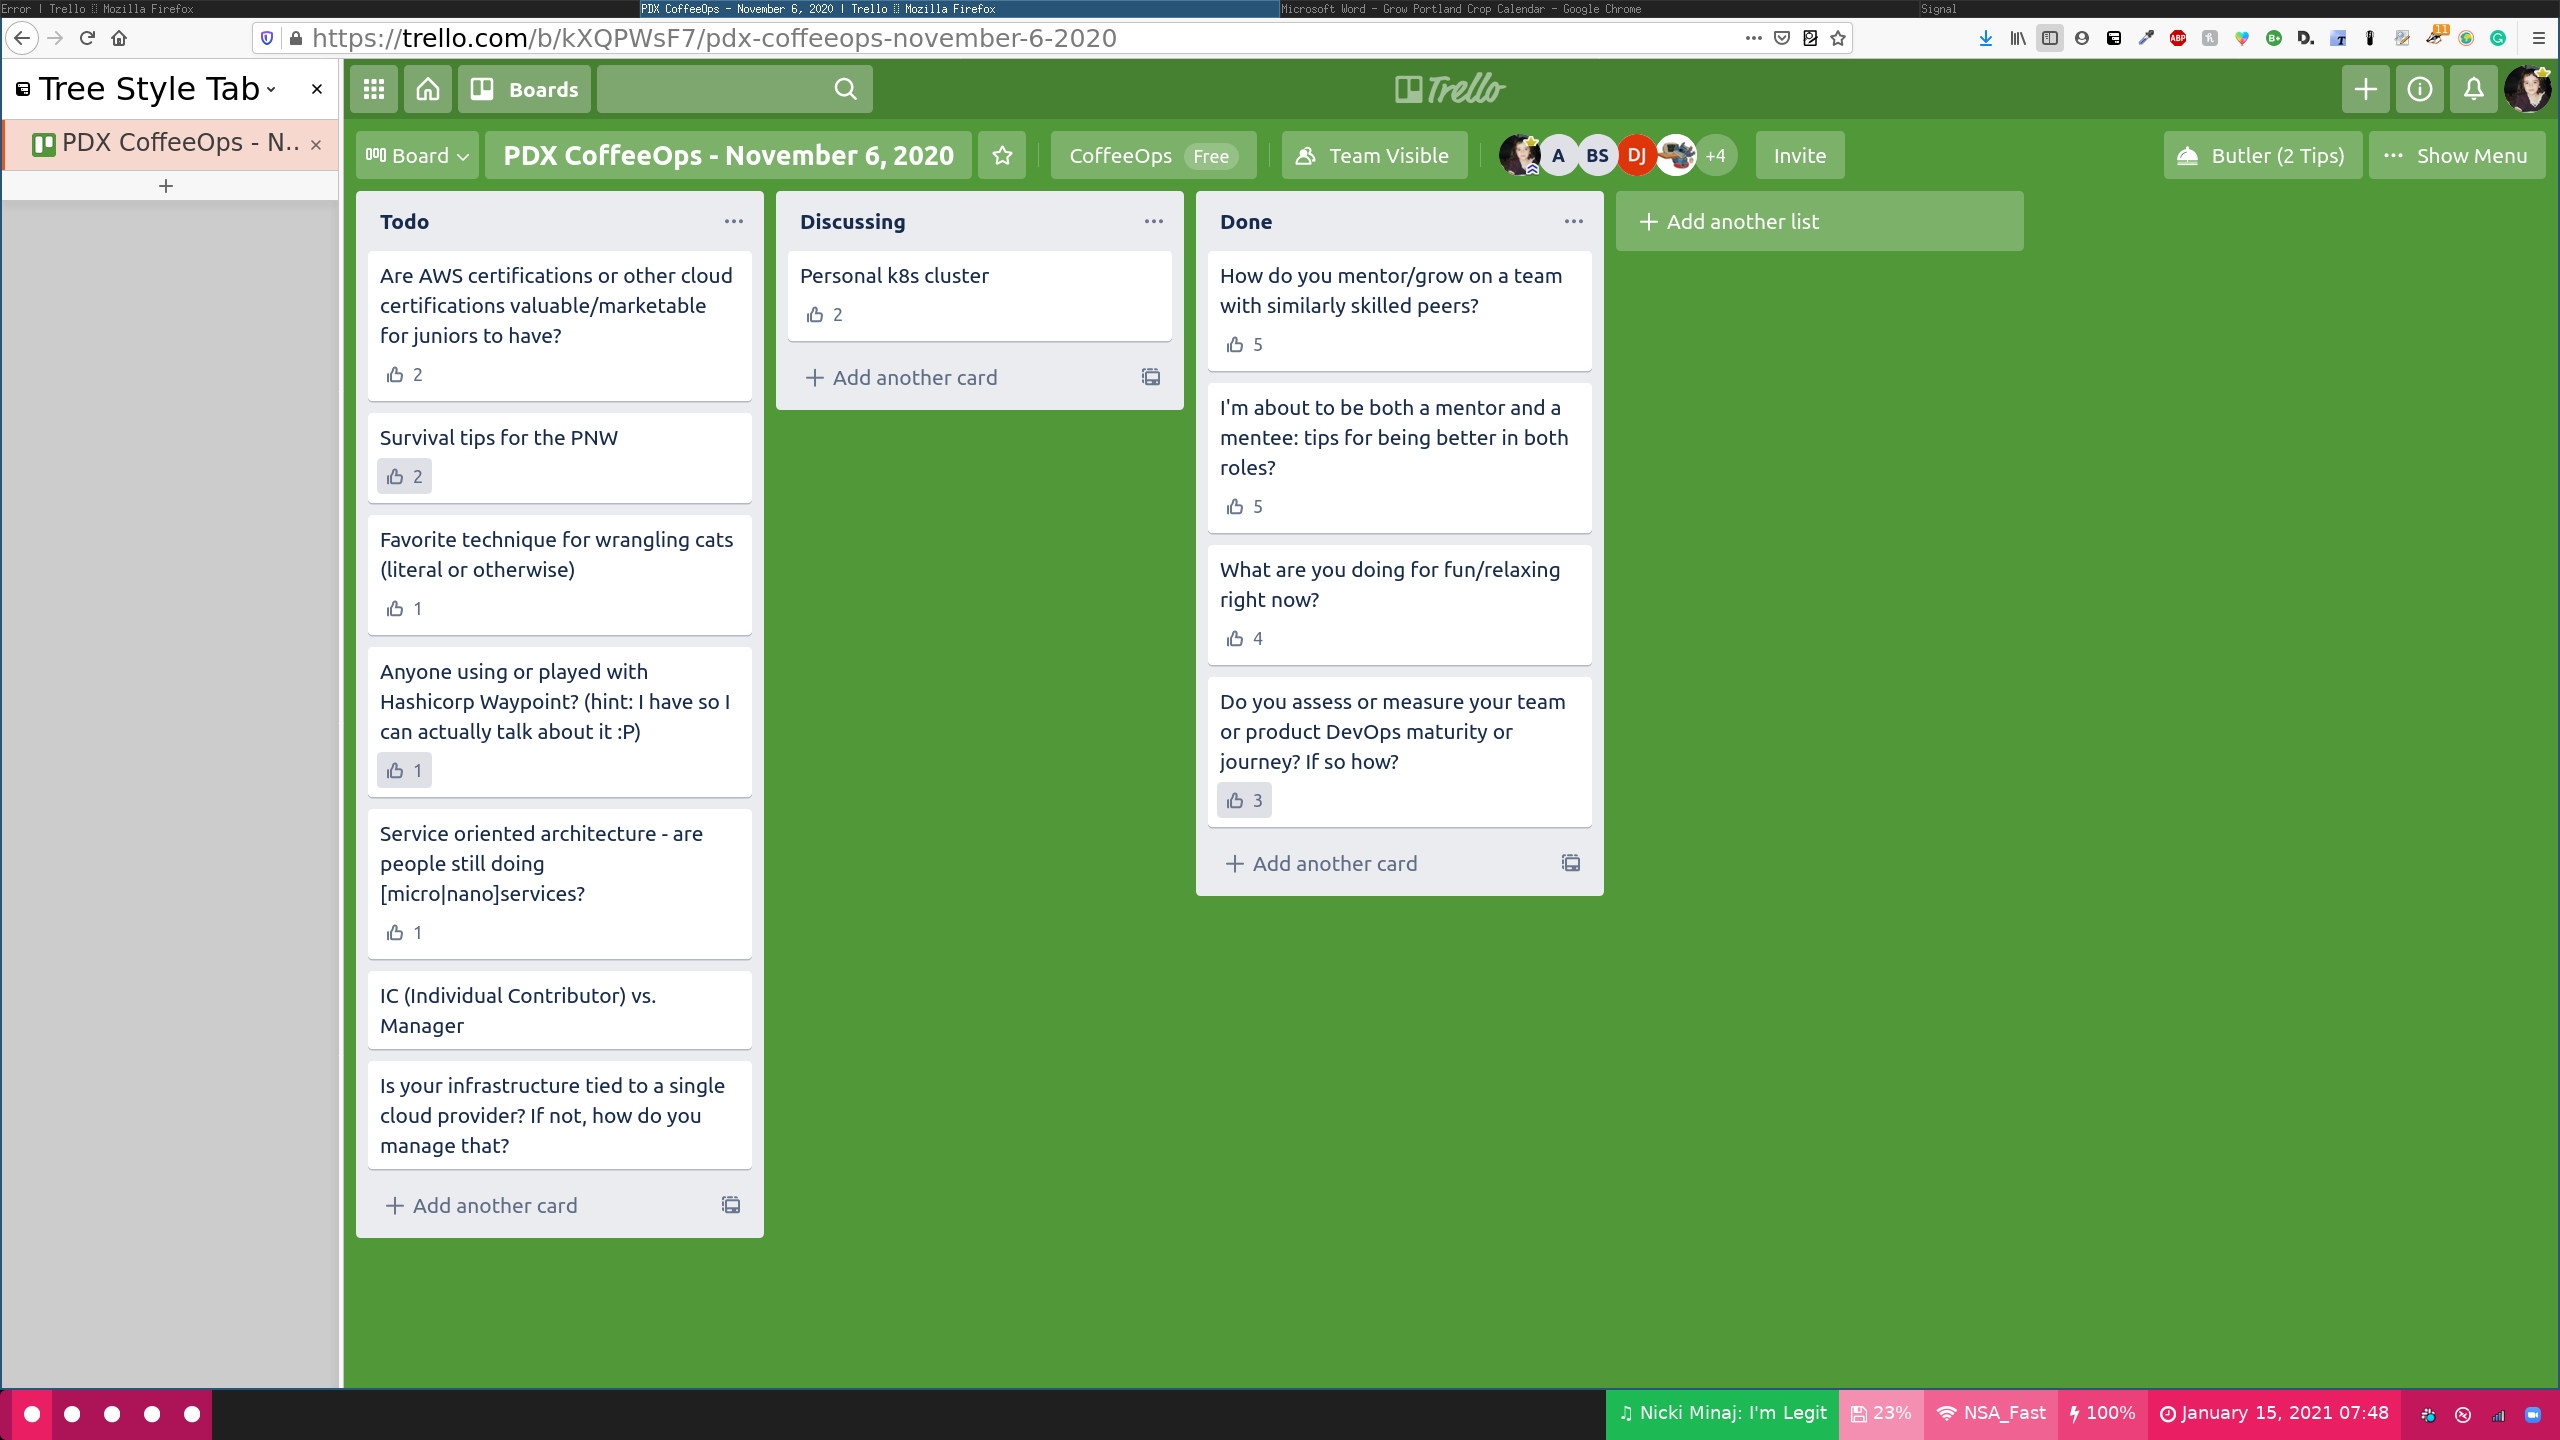 Error | Trello Mozilla Firefox
PDX CoffeeOps - November 6, 2020 | Trello Mozilla Firefox
Microsoft Word - Grow Portland Crop Calendar - Google Chrome
Signal
https://trello.com/b/kXQPWsF7/pdx-coffeeops-november-6-2020
ABP
11
Tree Style Tab
PDX CoffeeOps - N..
Boards
Trello
Board
PDX CoffeeOps - November 6, 2020
CoffeeOps Free
Team Visible
A
BS
DJ
+4
Invite
Butler (2 Tips)
Show Menu
Todo
Are AWS certifications or other cloud
certifications valuable/marketable
for juniors to have?
2
Survival tips for the PNW
2
Favorite technique for wrangling cats
(literal or otherwise)
1
Anyone using or played with
Hashicorp Waypoint? (hint: I have so I
can actually talk about it :P)
1
Service oriented architecture - are
people still doing
[micro|nano]services?
1
IC (Individual Contributor) vs.
Manager
Is your infrastructure tied to a single
cloud provider? If not, how do you
manage that?
Add another card
Discussing
Personal k8s cluster
2
Add another card
Done
How do you mentor/grow on a team
with similarly skilled peers?
5
I'm about to be both a mentor and a
mentee: tips for being better in both
roles?
5
What are you doing for fun/relaxing
right now?
4
Do you assess or measure your team
or product DevOps maturity or
journey? If so how?
3
Add another card
Add another list
♫ Nicki Minaj: I'm Legit
23%
NSA_Fast
100%
January 15, 2021 07:48